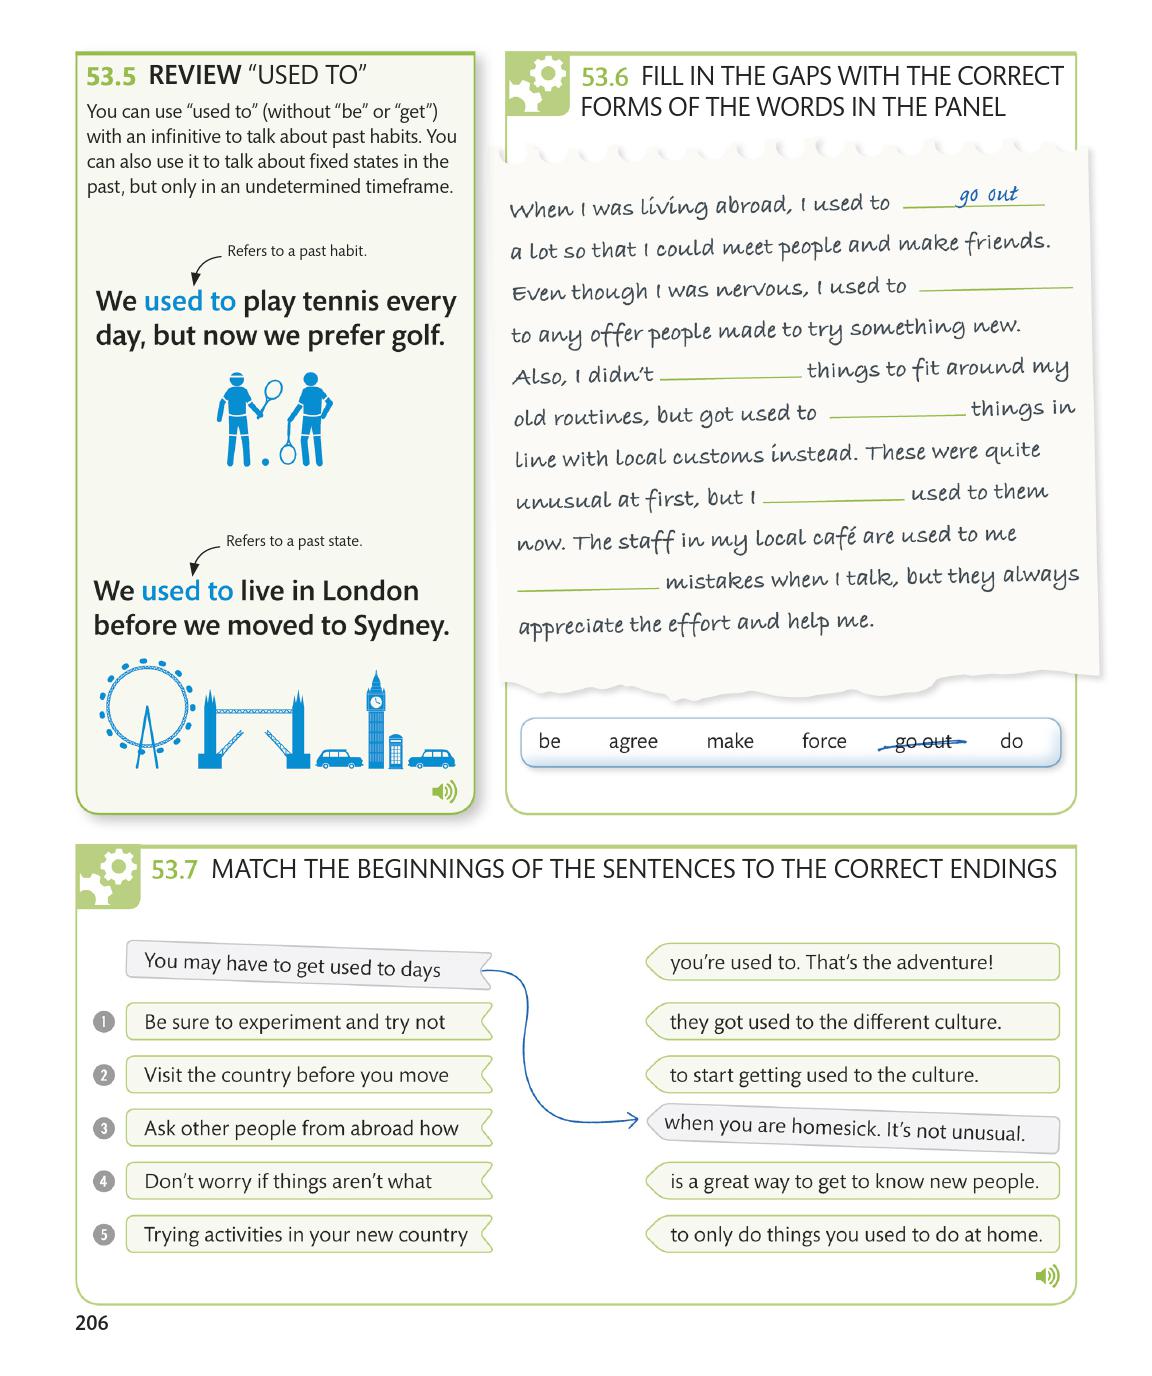 53.5 REVIEW “USED TO”
You can use “used to” (without “be” or “get”)
with an infinitive to talk about past habits. You
can also use it to talk about fixed states in the
past, but only in an undetermined timeframe.
Refers to a past habit.
We used to play tennis every
day, but now we prefer golf.
Refers to a past state.
We used to live in London
before we moved to Sydney.
53.6 FILL IN THE GAPS WITH THE CORRECT
FORMS OF THE WORDS IN THE PANEL
When I was living abroad, I used to go out
a lot so that I could meet people and make friends.
Even though I was nervous, I used to
to any offer people made to try something new.
Also, I didn’t things to fit around my
old routines, but got used to things in
line with local customs instead. These were quite
unusual at first, but I used to them
now. The staff in my local café are used to me
mistakes when I talk, but they always
appreciate the effort and help me.
be agree make force go out do
53.7 MATCH THE BEGINNINGS OF THE SENTENCES TO THE CORRECT ENDINGS
You may have to get used to days
1 Be sure to experiment and try not
2 Visit the country before you move
3 Ask other people from abroad how
4 Don’t worry if things aren’t what
5 Trying activities in your new country
you’re used to. That’s the adventure!
they got used to the different culture.
to start getting used to the culture.
when you are homesick. It’s not unusual.
is a great way to get to know new people.
to only do things you used to do at home.
206